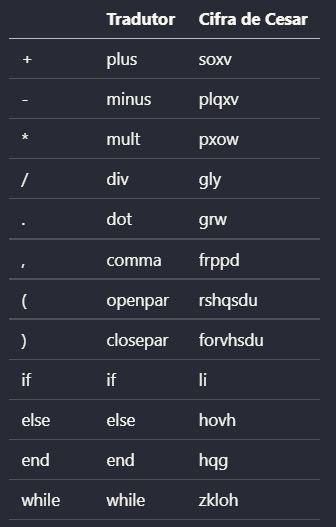 Tradutor Cifra de Cesar
+ plus soxv
- minus plqxv
* mult pxow
/ div gly
. dot grw
, comma frppd
( openpar rshqsdu
) closepar forvhsdu
if if li
else else hovh
end end hqg
while while zkloh